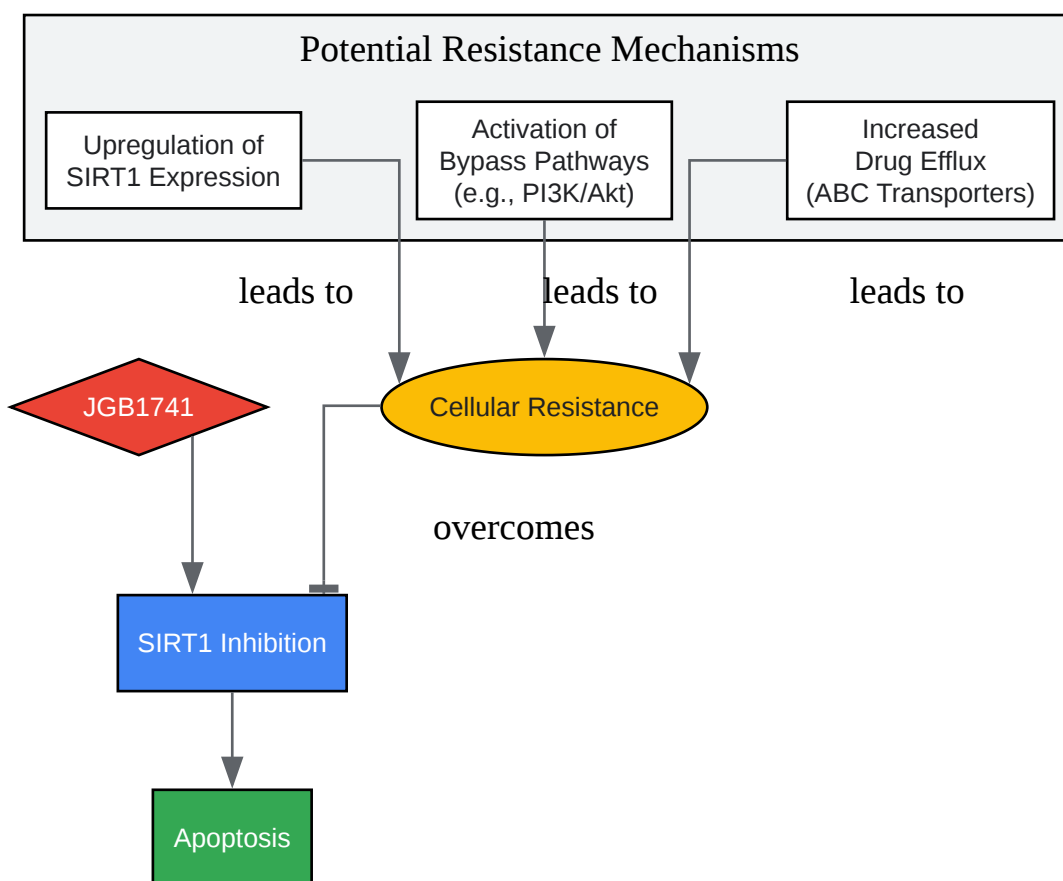 Potential Resistance Mechanisms
Upregulation of
SIRT1 Expression
Activation of
Bypass Pathways
(e.g., PI3K/Akt)
Increased
Drug Efflux
(ABC Transporters)
leads to
leads to
leads to
JGB1741
Cellular Resistance
overcomes
SIRT1 Inhibition
Apoptosis